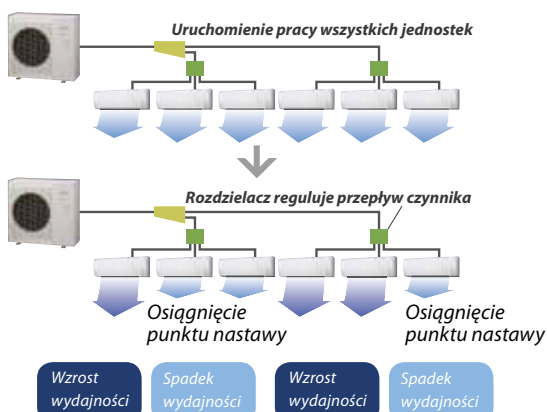 Uruchomienie pracy wszystkich jednostek
Rozdzielacz reguluje przepływ czynnika
Osiągnięcie
punktu nastawy
Osiągnięcie
punktu nastawy
Wzrost
wydajności
Spadek
wydajności
Wzrost
wydajności
Spadek
wydajności